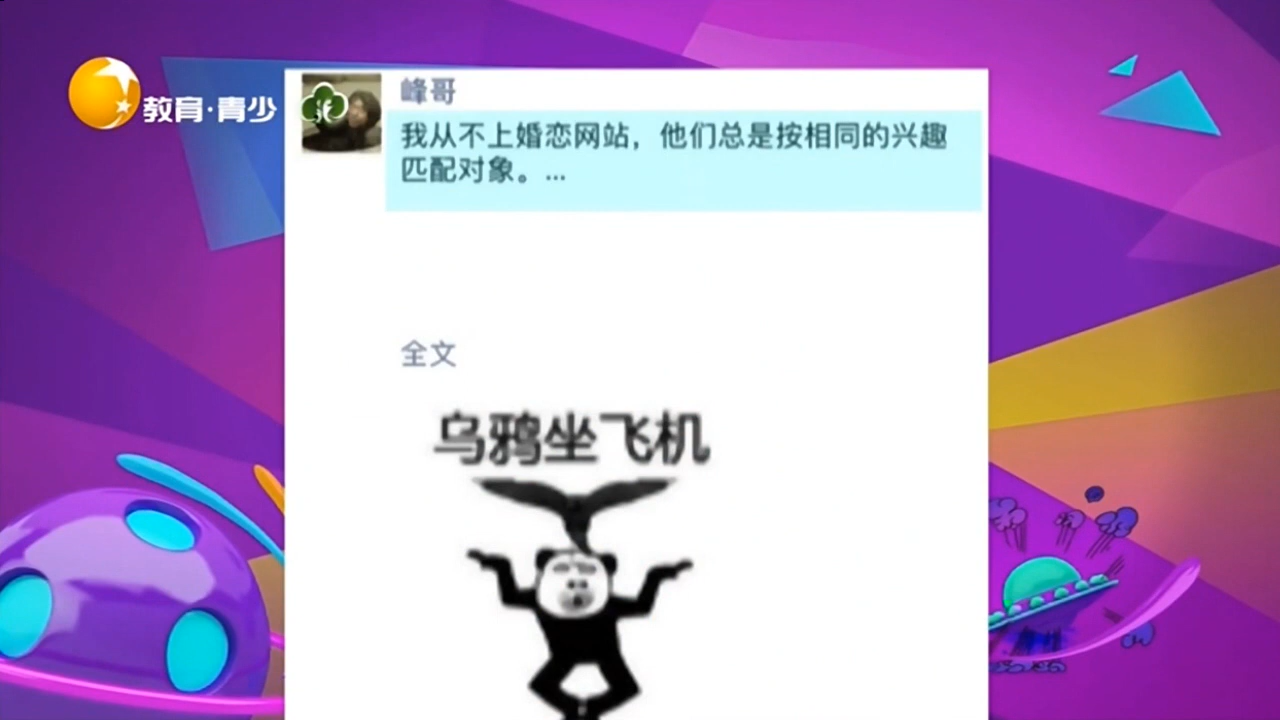 教育·青少
峰哥
我从不上婚恋网站，他们总是按相同的兴趣
匹配对象。...
全文
乌鸦坐飞机